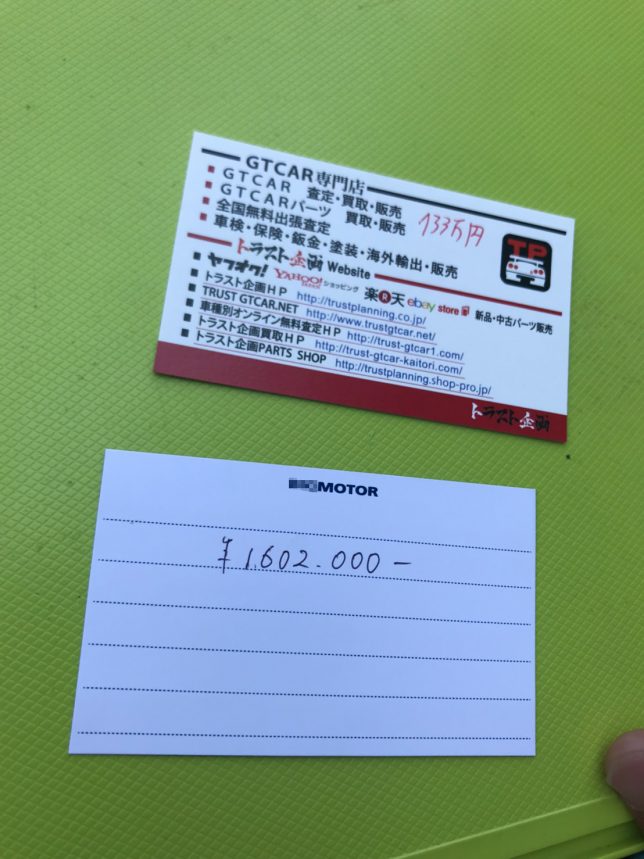 GTCAR専門店
■ GTCAR 査定・買取・販売
■ GTCARパーツ 買取・販売
■ 全国無料出張査定
■ 車検・保険・鈑金・塗装・海外輸出・販売
133万円
TP
トラスト企画 Website
■ ヤフオク! YAHOO! JAPAN ショッピング 楽R天 ebay store 新品・中古パーツ販売
■ トラスト企画HP http://trustplanning.co.jp/
■ TRUST GTCAR.NET http://www.trustgtcar.net/
■ 車種別オンライン無料査定HP http://trust-gtcar1.com/
■ トラスト企画買取HP http://trust-gtcar-kaitori.com/
■ トラスト企画PARTS SHOP http://trustplanning.shop-pro.jp/
トラスト企画
MOTOR
¥1.602.000-